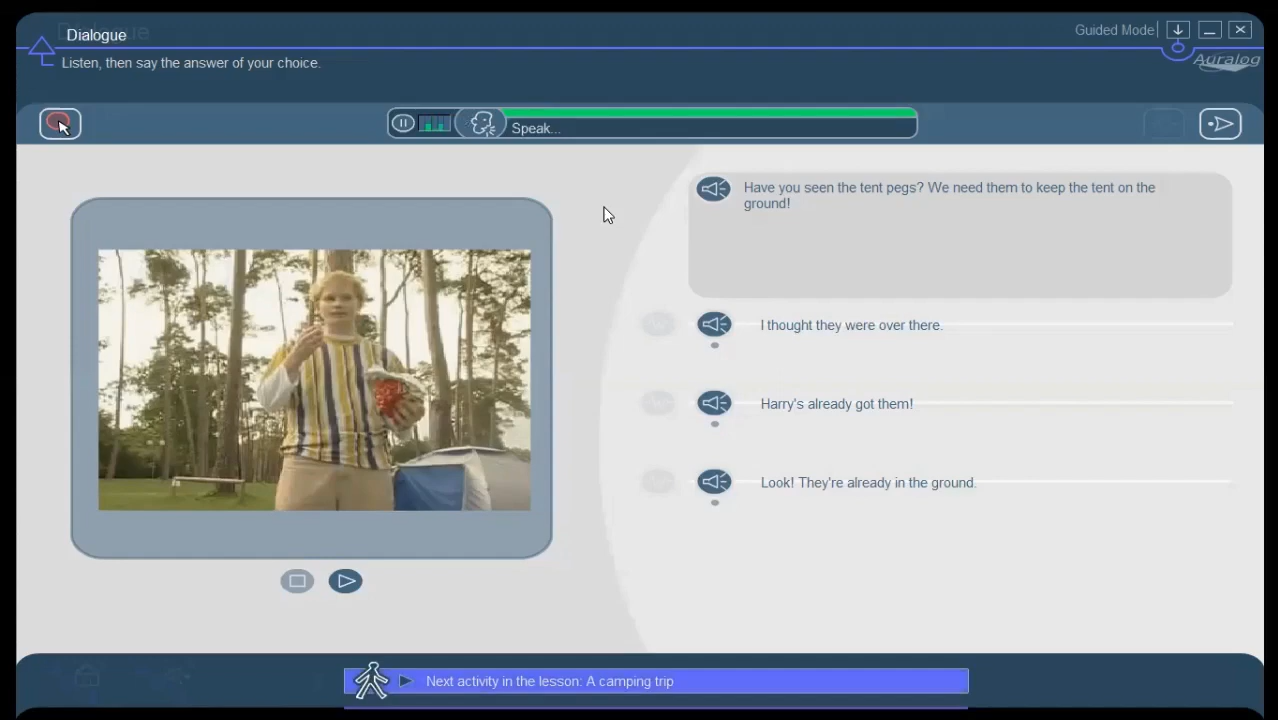 Dialogue
Guided Mode
Listen, then say the answer of your choice.
Auralog
Speak...
Have you seen the tent pegs? We need them to keep the tent on the
ground!
I thought they were over there.
Harry's already got them!
Look! They're already in the ground.
Next activity in the lesson: A camping trip